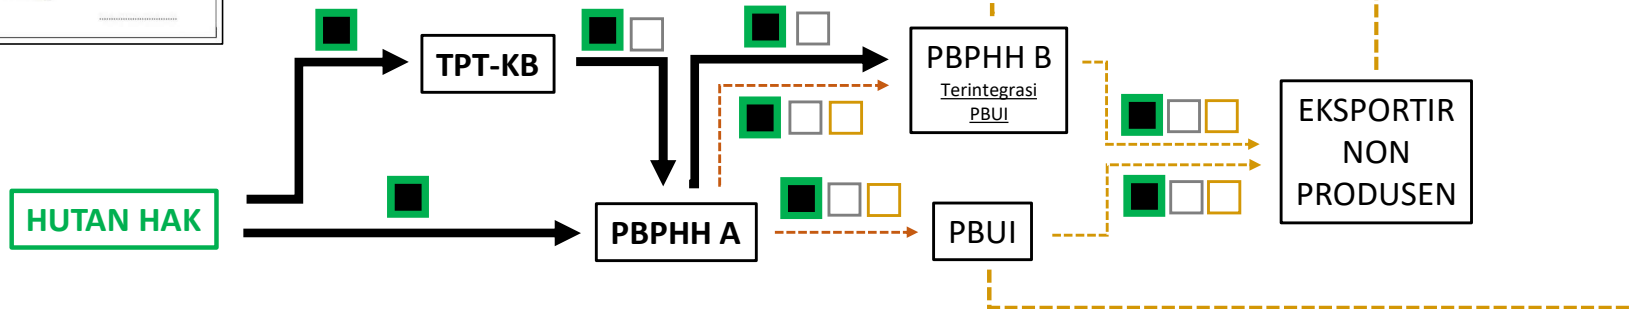 TPT-KB
PBPHH B
Terintegrasi
PBUI
EKSPORTIR
NON
PRODUSEN
HUTAN HAK
PBPHH A
PBUI